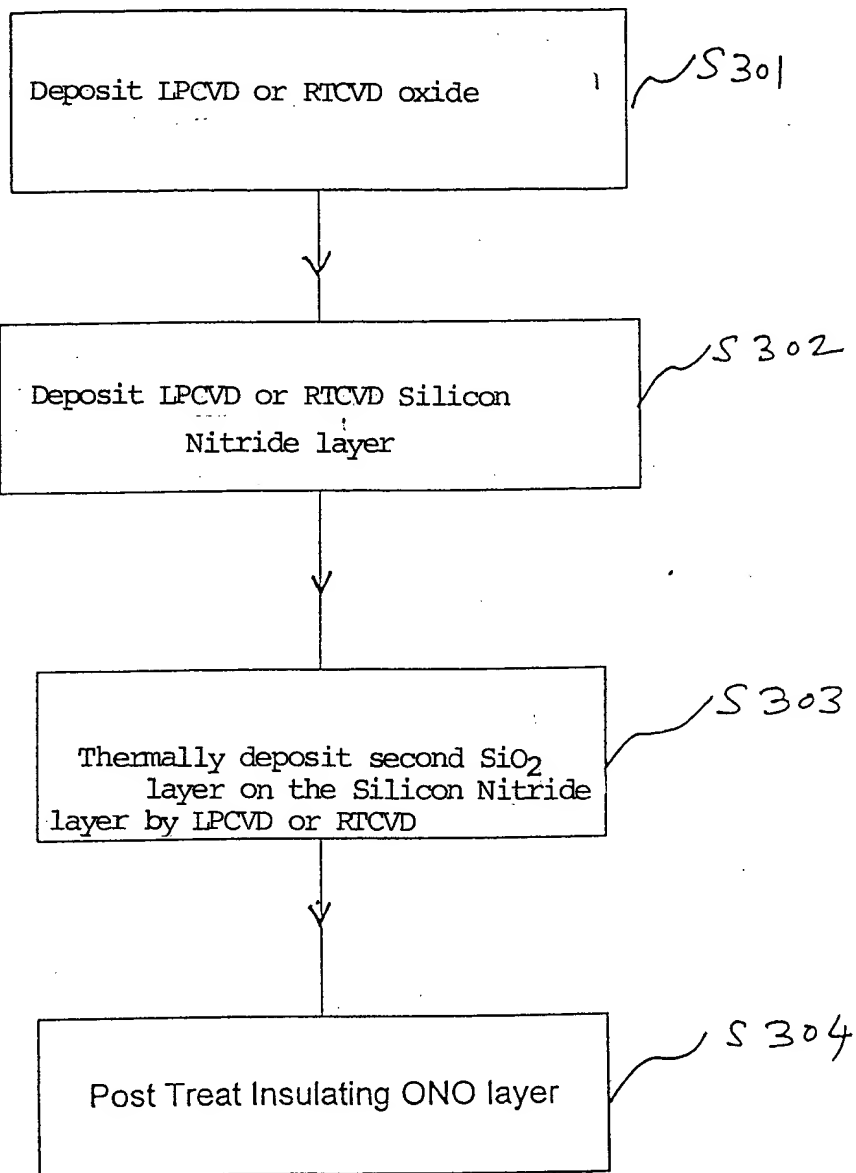 Deposit LPCVD or RTCVD oxide
S301
Deposit LPCVD or RTCVD Silicon
Nitride layer
S302
Thermally deposit second SiO₂
layer on the Silicon Nitride
layer by LPCVD or RTCVD
S303
Post Treat Insulating ONO layer
S304